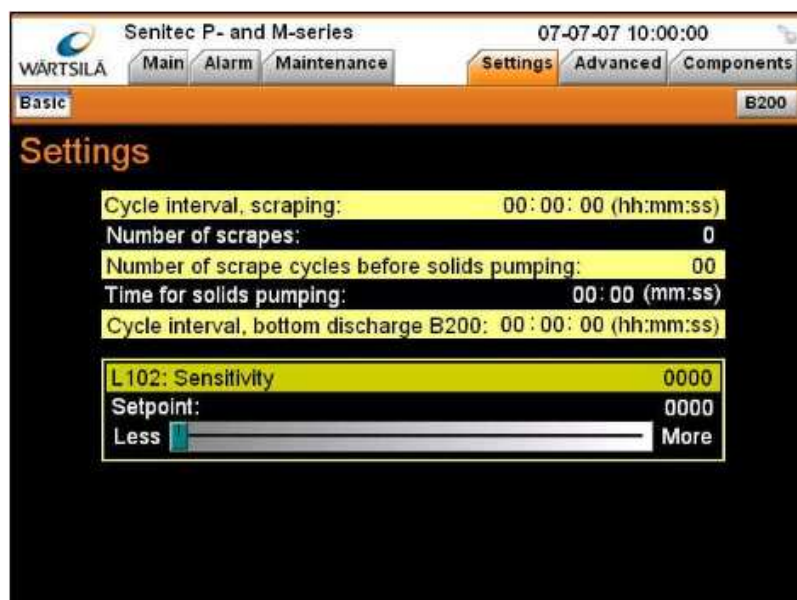 Senitec P- and M-series 07-07-07 10:00:00
WÄRTSILÄ Main Alarm Maintenance Settings Advanced Components
Basic B200
Settings
Cycle interval, scraping: 00:00: 00 (hh:mm:ss)
Number of scrapes: 0
Number of scrape cycles before solids pumping: 00
Time for solids pumping: 00: 00 (mm:ss)
Cycle interval, bottom discharge B200: 00:00: 00 (hh:mm:ss)
L102: Sensitivity 0000
Setpoint: 0000
Less More